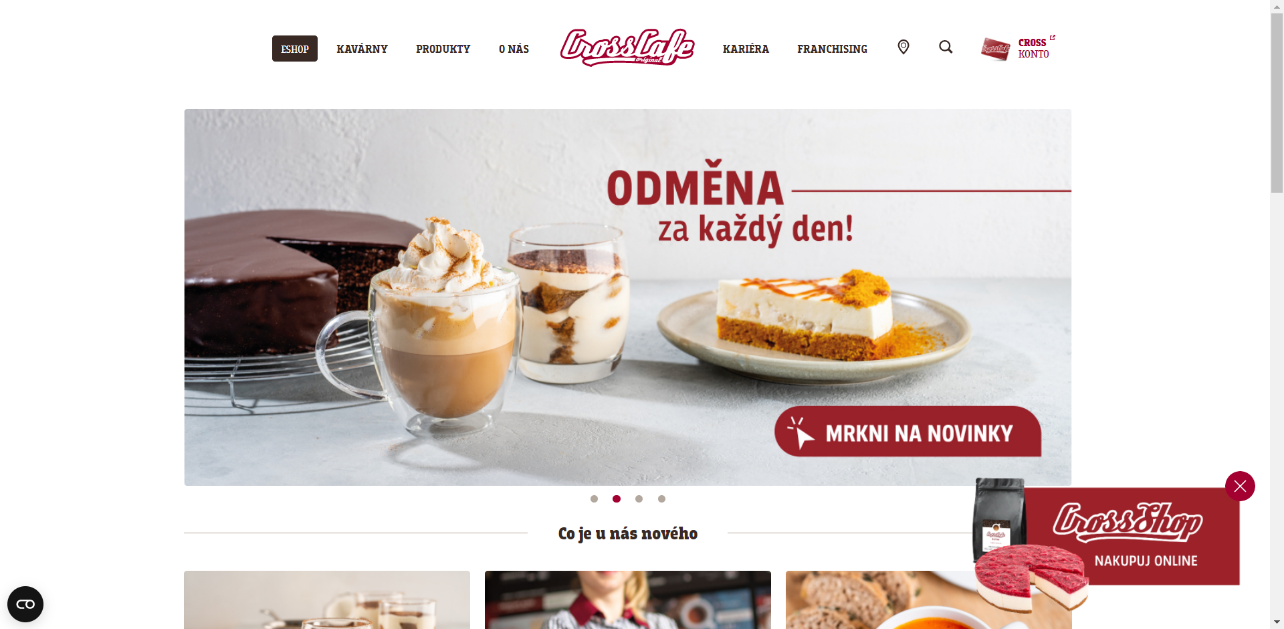 ESHOP
KAVÁRNY
PRODUKTY
O NÁS
CrossCafe
original
KARIÉRA
FRANCHISING
CROSS
KONTO
ODMĚNA
za každý den!
MRKNI NA NOVINKY
Co je u nás nového
CrossShop
NAKUPUJ ONLINE